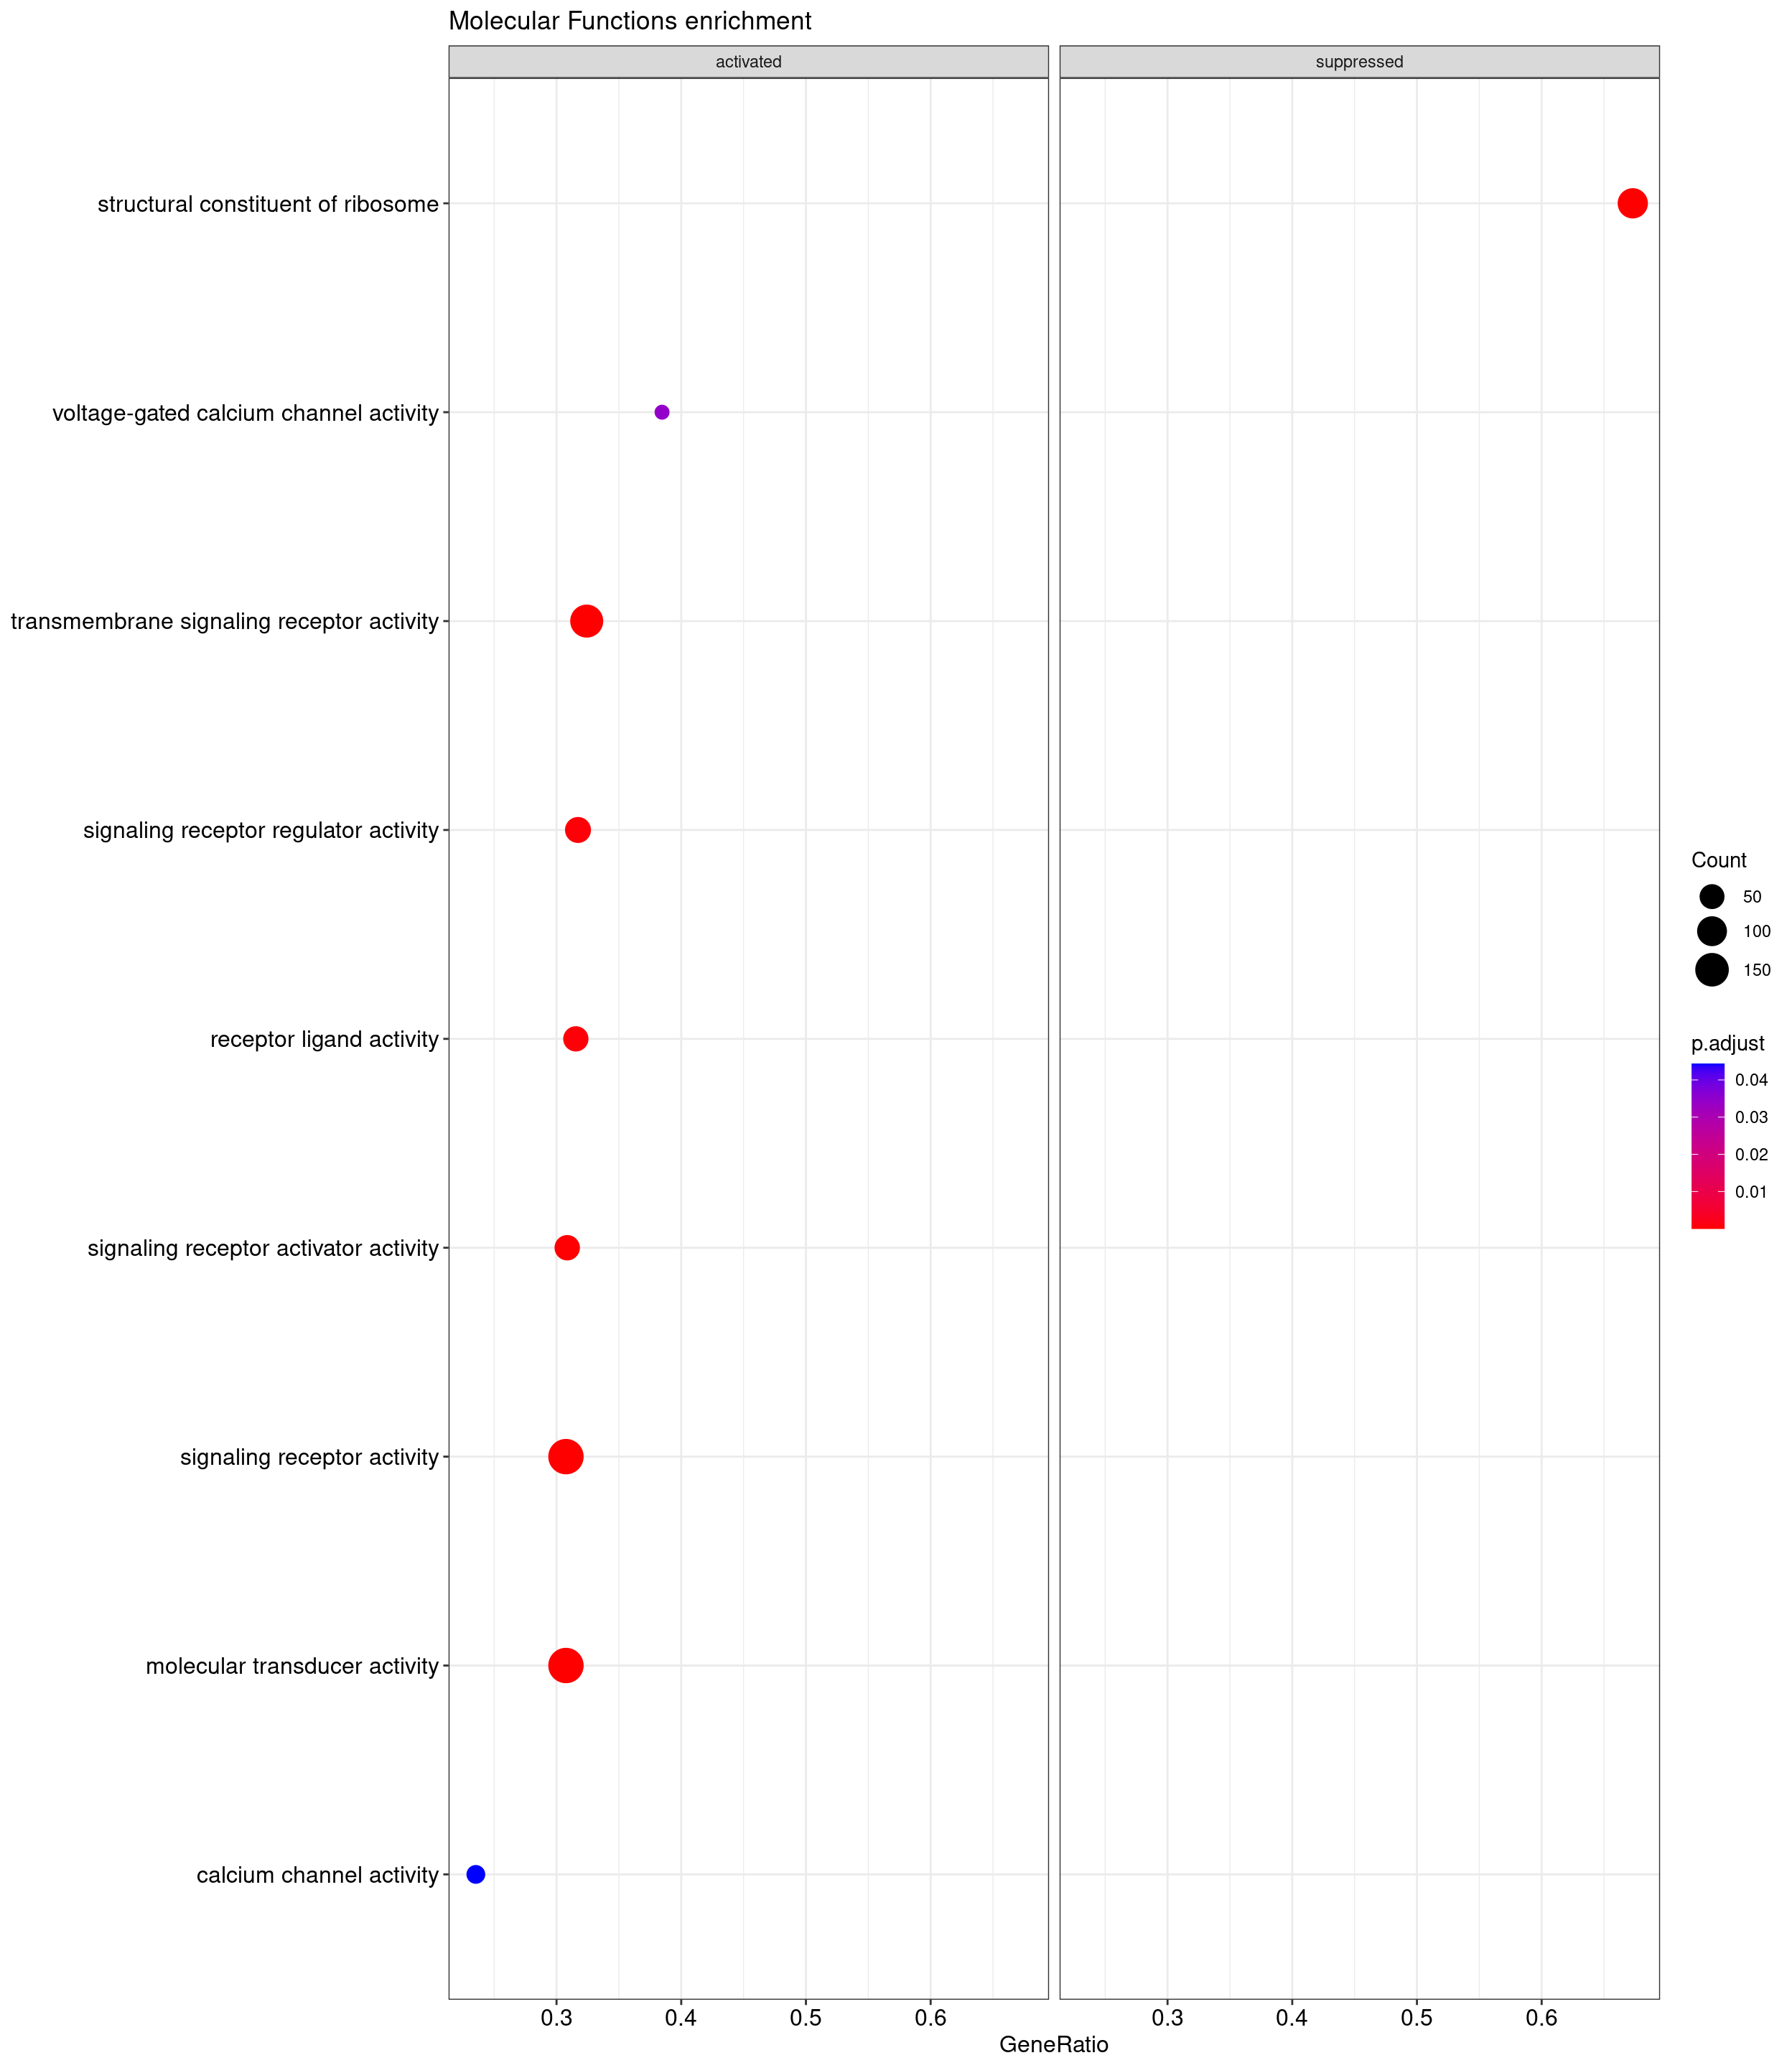 Molecular Functions enrichment
activated
suppressed
structural constituent of ribosome
voltage-gated calcium channel activity
transmembrane signaling receptor activity
signaling receptor regulator activity
receptor ligand activity
signaling receptor activator activity
signaling receptor activity
molecular transducer activity
calcium channel activity
0.3 0.4 0.5 0.6
0.3 0.4 0.5 0.6
GeneRatio
Count
50
100
150
p.adjust
0.04
0.03
0.02
0.01